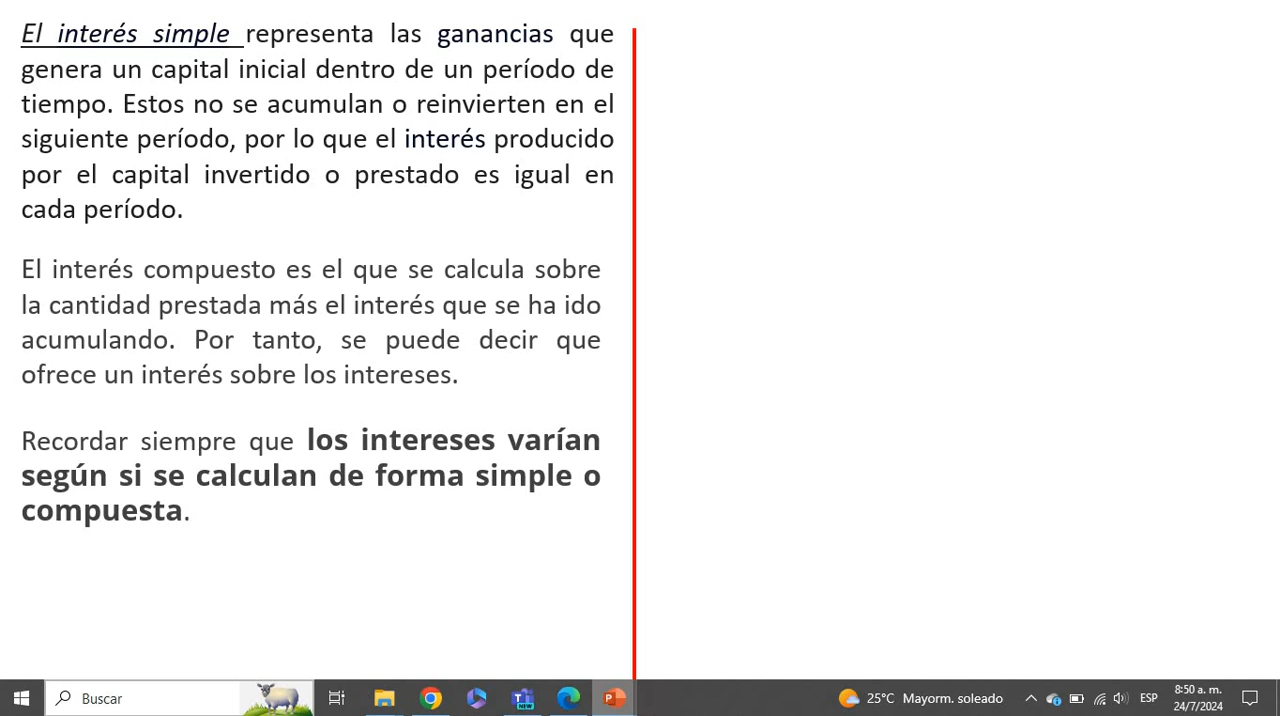 El interés simple representa las ganancias que
genera un capital inicial dentro de un período de
tiempo. Estos no se acumulan o reinvierten en el
siguiente período, por lo que el interés producido
por el capital invertido o prestado es igual en
cada período.
El interés compuesto es el que se calcula sobre
la cantidad prestada más el interés que se ha ido
acumulando. Por tanto, se puede decir que
ofrece un interés sobre los intereses.
Recordar siempre que los intereses varían
según si se calculan de forma simple o
compuesta.
Buscar
NEW
25°C Mayorm. soleado
ESP
8:50 a. m.
24/7/2024